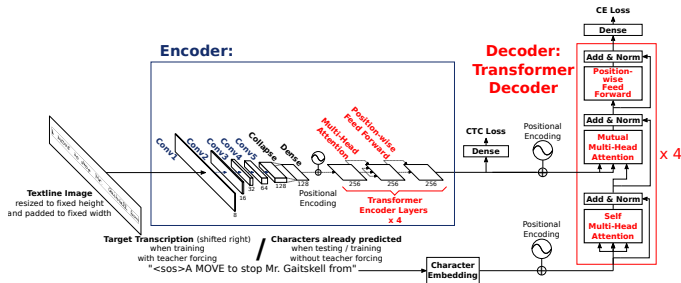 CE Loss
Dense
Encoder:
Decoder:
Transformer
Decoder
Add & Norm
Position-
wise
Feed
Forward
Add & Norm
Mutual
Multi-Head
Attention
x 4
Add & Norm
Self
Multi-Head
Attention
CTC Loss
Dense
Positional
Encoding
Positional
Encoding
Conv1
Conv2
Conv3
Conv4
Conv5
Collapse
Dense
Multi-Head
Attention
Position-wise
Feed Forward
8
16
32
64
128
128
256
256
256
Positional
Encoding
Transformer
Encoder Layers
x 4
Textline Image
resized to fixed height
and padded to fixed width
Target Transcription (shifted right)
when training
with teacher forcing
/
Characters already predicted
when testing / training
without teacher forcing
"<sos>A MOVE to stop Mr. Gaitskell from"
Character
Embedding